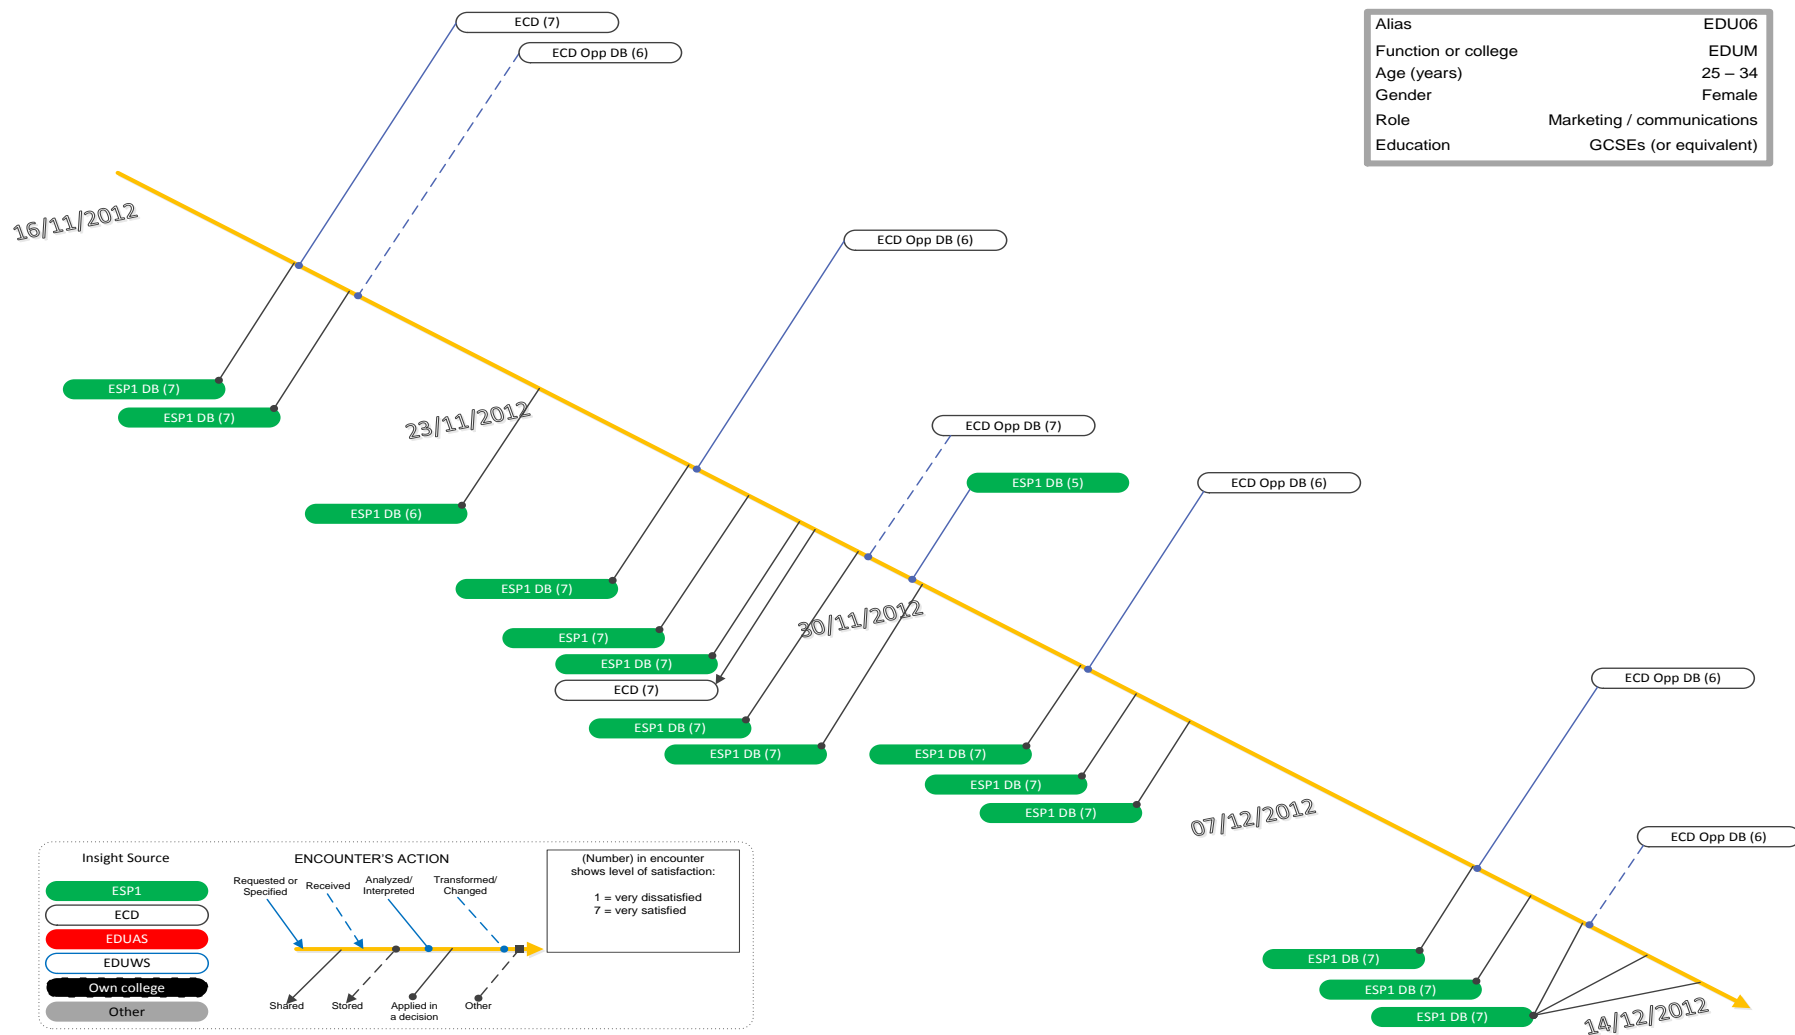 ECD (7)
ECD Opp DB (6)
Alias EDU06
Function or college EDUM
Age (years) 25 – 34
Gender Female
Role Marketing / communications
Education GCSEs (or equivalent)
16/11/2012
ECD Opp DB (6)
ESP1 DB (7)
ESP1 DB (7)
23/11/2012
ECD Opp DB (7)
ESP1 DB (5)
ECD Opp DB (6)
ESP1 DB (6)
ESP1 DB (7)
30/11/2012
ESP1 (7)
ESP1 DB (7)
ECD (7)
ESP1 DB (7)
ESP1 DB (7)
ESP1 DB (7)
ESP1 DB (7)
ESP1 DB (7)
ECD Opp DB (6)
07/12/2012
ECD Opp DB (6)
ESP1 DB (7)
ESP1 DB (7)
ESP1 DB (7)
14/12/2012
Insight Source
ESP1
ECD
EDUAS
EDUWS
Own college
Other
ENCOUNTER'S ACTION
Requested or
Specified
Received
Analyzed/
Interpreted
Transformed/
Changed
Shared
Stored
Applied in
a decision
Other
(Number) in encounter
shows level of satisfaction:
1 = very dissatisfied
7 = very satisfied